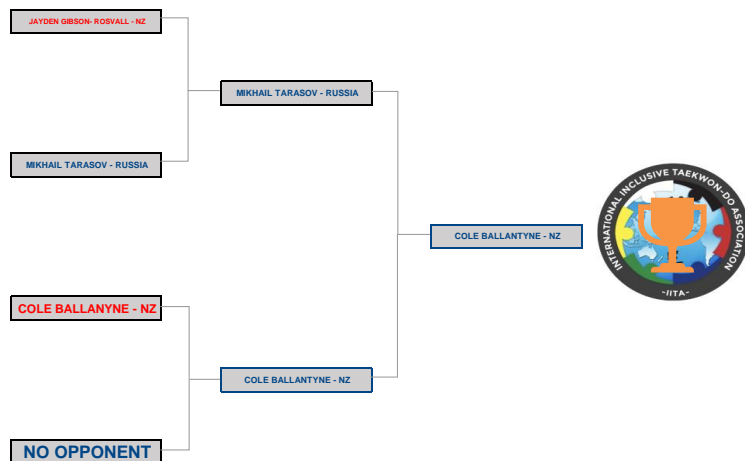 JAYDEN GIBSON- ROSVALL - NZ
MIKHAIL TARASOV - RUSSIA
MIKHAIL TARASOV - RUSSIA
COLE BALLANTYNE - NZ
INTERNATIONAL INCLUSIVE TAEKWON-DO ASSOCIATION
-IITA-
COLE BALLANYNE - NZ
COLE BALLANTYNE - NZ
NO OPPONENT